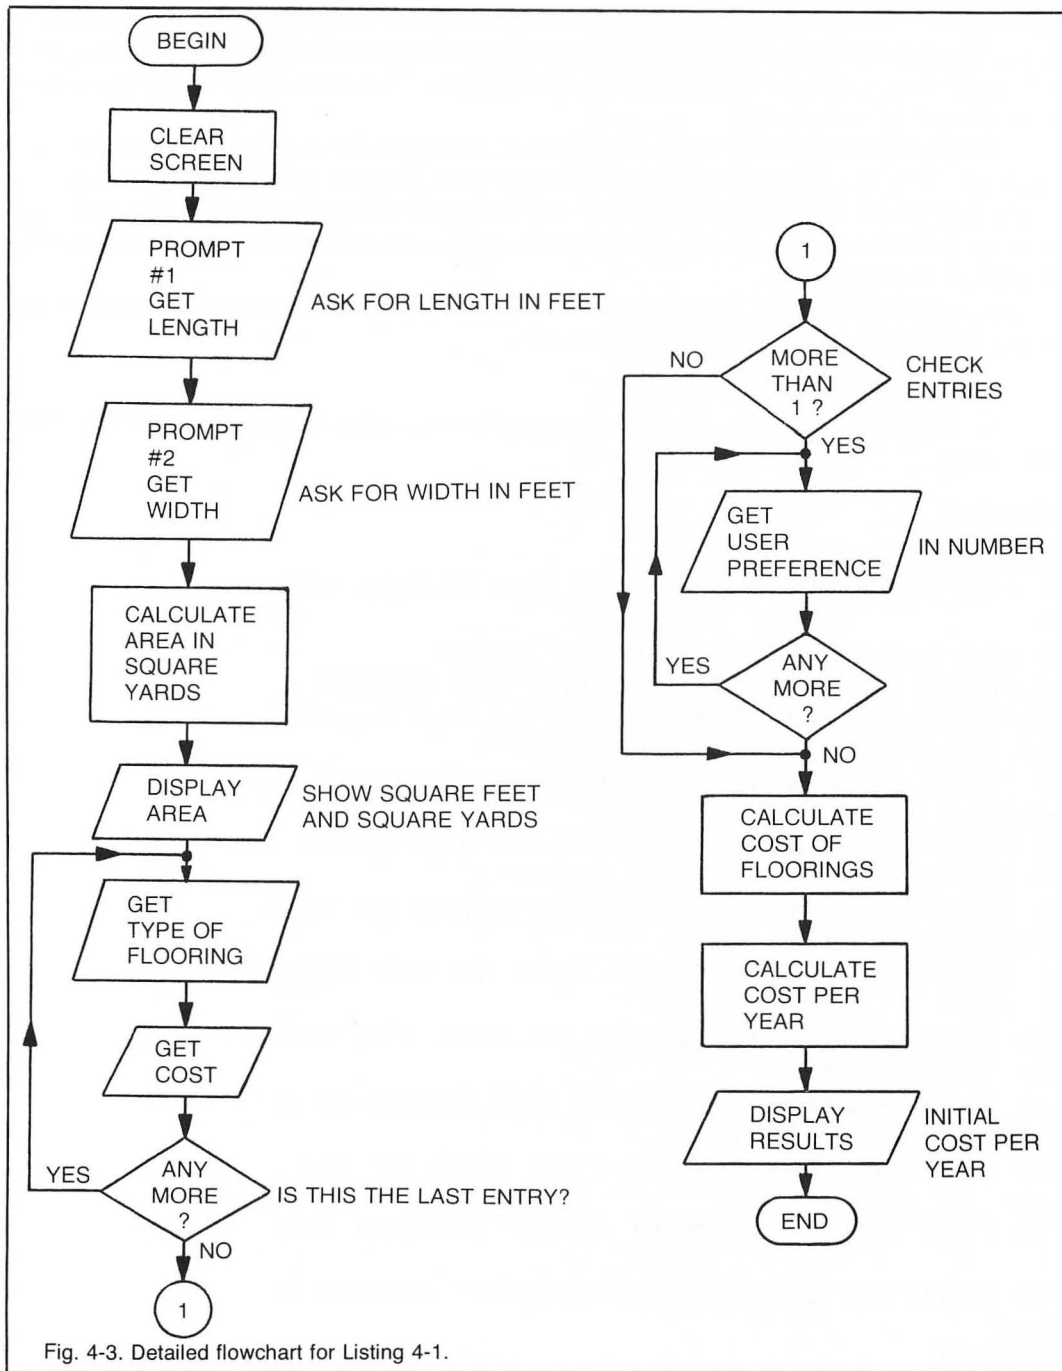 BEGIN
CLEAR
SCREEN
PROMPT
#1
GET
LENGTH
ASK FOR LENGTH IN FEET
PROMPT
#2
GET
WIDTH
ASK FOR WIDTH IN FEET
CALCULATE
AREA IN
SQUARE
YARDS
DISPLAY
AREA
SHOW SQUARE FEET
AND SQUARE YARDS
GET
TYPE OF
FLOORING
GET
COST
YES
ANY
MORE
?
IS THIS THE LAST ENTRY?
NO
1
1
NO
MORE
THAN
1 ?
CHECK
ENTRIES
YES
GET
USER
PREFERENCE
IN NUMBER
YES
ANY
MORE
?
NO
CALCULATE
COST OF
FLOORINGS
CALCULATE
COST PER
YEAR
DISPLAY
RESULTS
INITIAL
COST PER
YEAR
END
Fig. 4-3. Detailed flowchart for Listing 4-1.